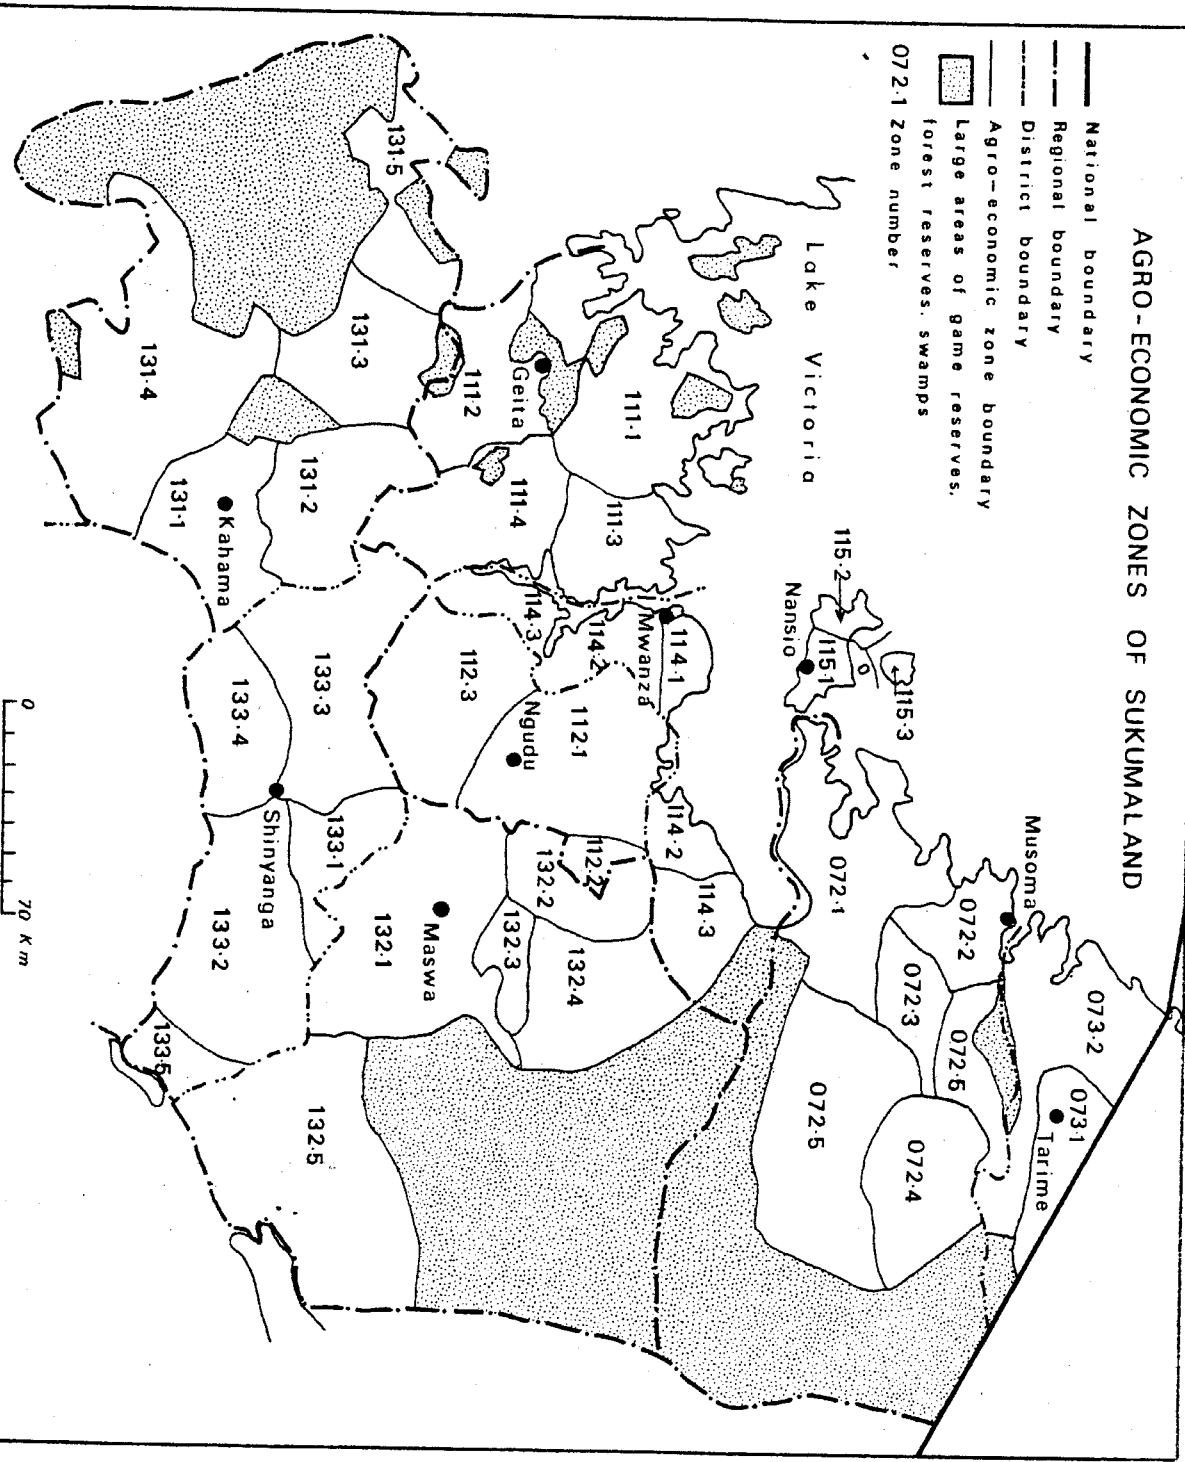 AGRO-ECONOMIC ZONES OF SUKUMALAND
National boundary
Regional boundary
District boundary
Agro-economic zone boundary
Large areas of game reserves,
forest reserves, swamps
072·1 Zone number
Lake Victoria
Musoma
073·2
073·1
Tarime
072·2
072·3
072·5
072·4
072·5
072·1
115·2
115·3
115·1
Nansio
111·1
111·2
Geita
111·3
111·4
Mwanza
114·1
114·2
114·3
114·2
114·3
112·1
112·2
112·3
Ngudu
132·2
132·3
132·4
132·1
Maswa
132·5
131·5
131·3
131·4
131·2
131·1
Kahama
133·3
133·4
133·1
Shinyanga
133·2
133·5
0 70 Km